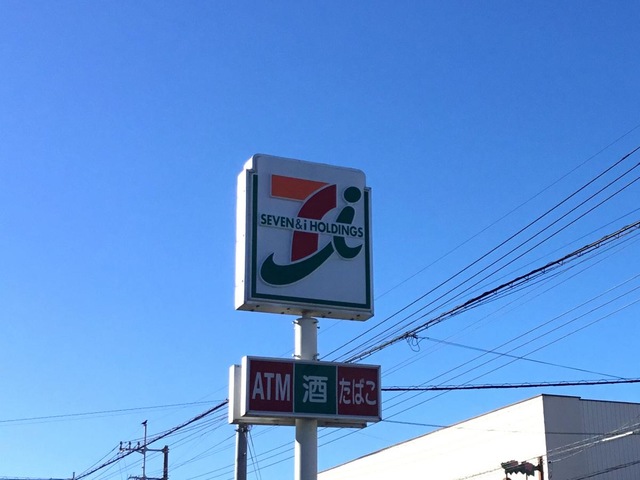 SEVEN & i HOLDINGS
ATM 酒 たばこ